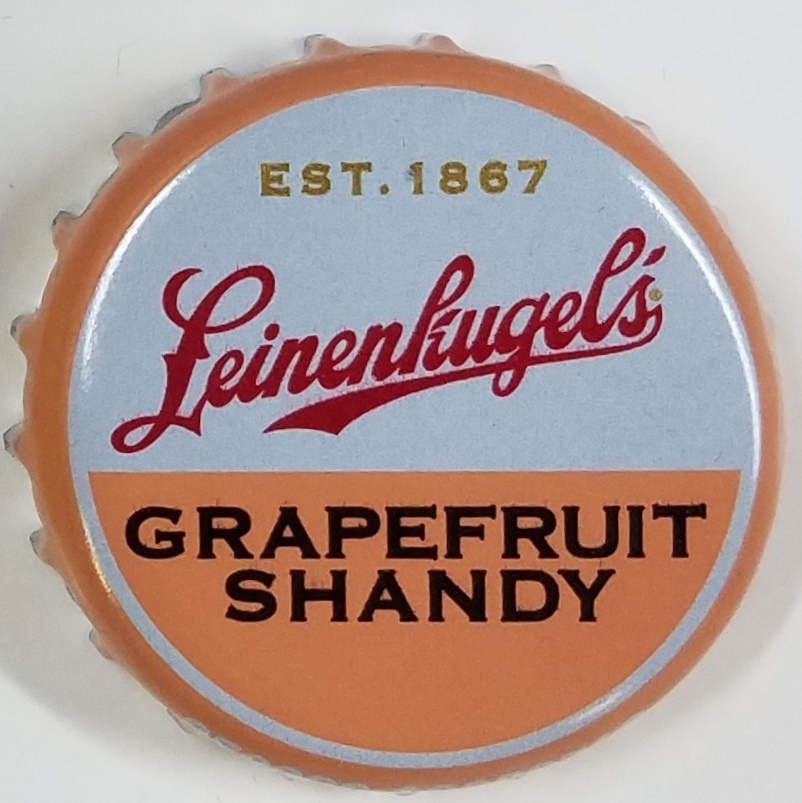 EST. 1867
Leinenkugel's®
GRAPEFRUIT
SHANDY